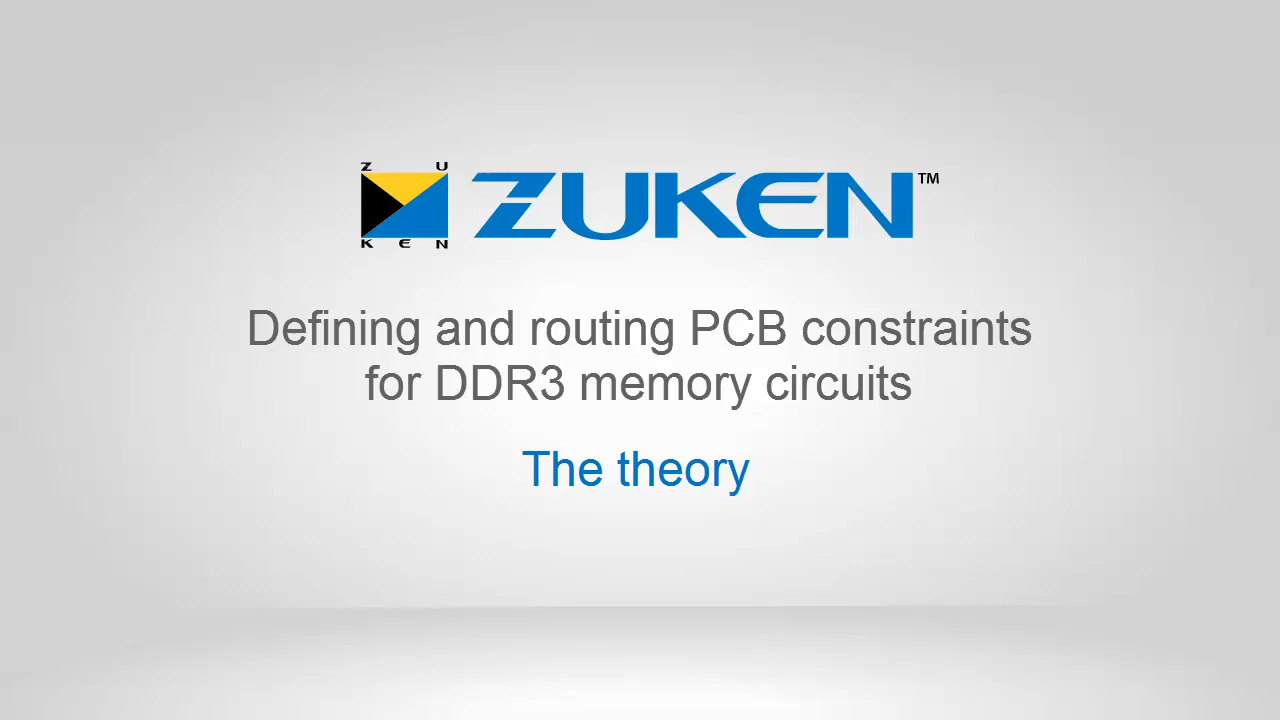 Z U
ZUKEN™
K E N
Defining and routing PCB constraints
for DDR3 memory circuits
The theory